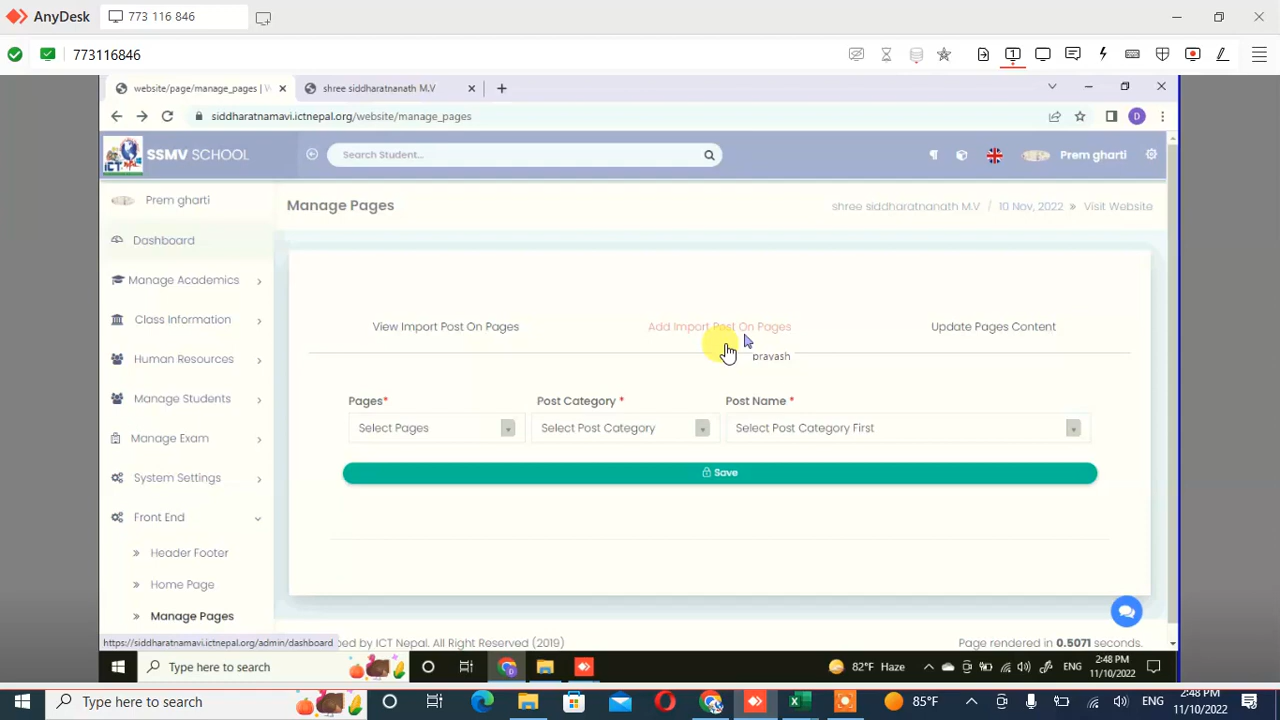 AnyDesk 773 116 846
773116846
website/page/manage_pages | W
shree siddharatnanath M.V
siddharatnamavi.ictnepal.org/website/manage_pages
SSMV SCHOOL
Search Student...
Prem gharti
Prem gharti
Manage Pages
shree siddharatnanath M.V / 10 Nov, 2022 » Visit Website
Dashboard
Manage Academics
Class Information
Human Resources
Manage Students
Manage Exam
System Settings
Front End
» Header Footer
» Home Page
» Manage Pages
View Import Post On Pages
Add Import Post On Pages
Update Pages Content
pravash
Pages*
Post Category *
Post Name *
Select Pages
Select Post Category
Select Post Category First
Save
https://siddharatnamavi.ictnepal.org/admin/dashboard
ped by ICT Nepal. All Right Reserved (2019)
Page rendered in 0.5071 seconds.
Type here to search
82°F Haze
ENG
2:48 PM
11/10/2022
Type here to search
85°F
ENG
2:48 PM
11/10/2022